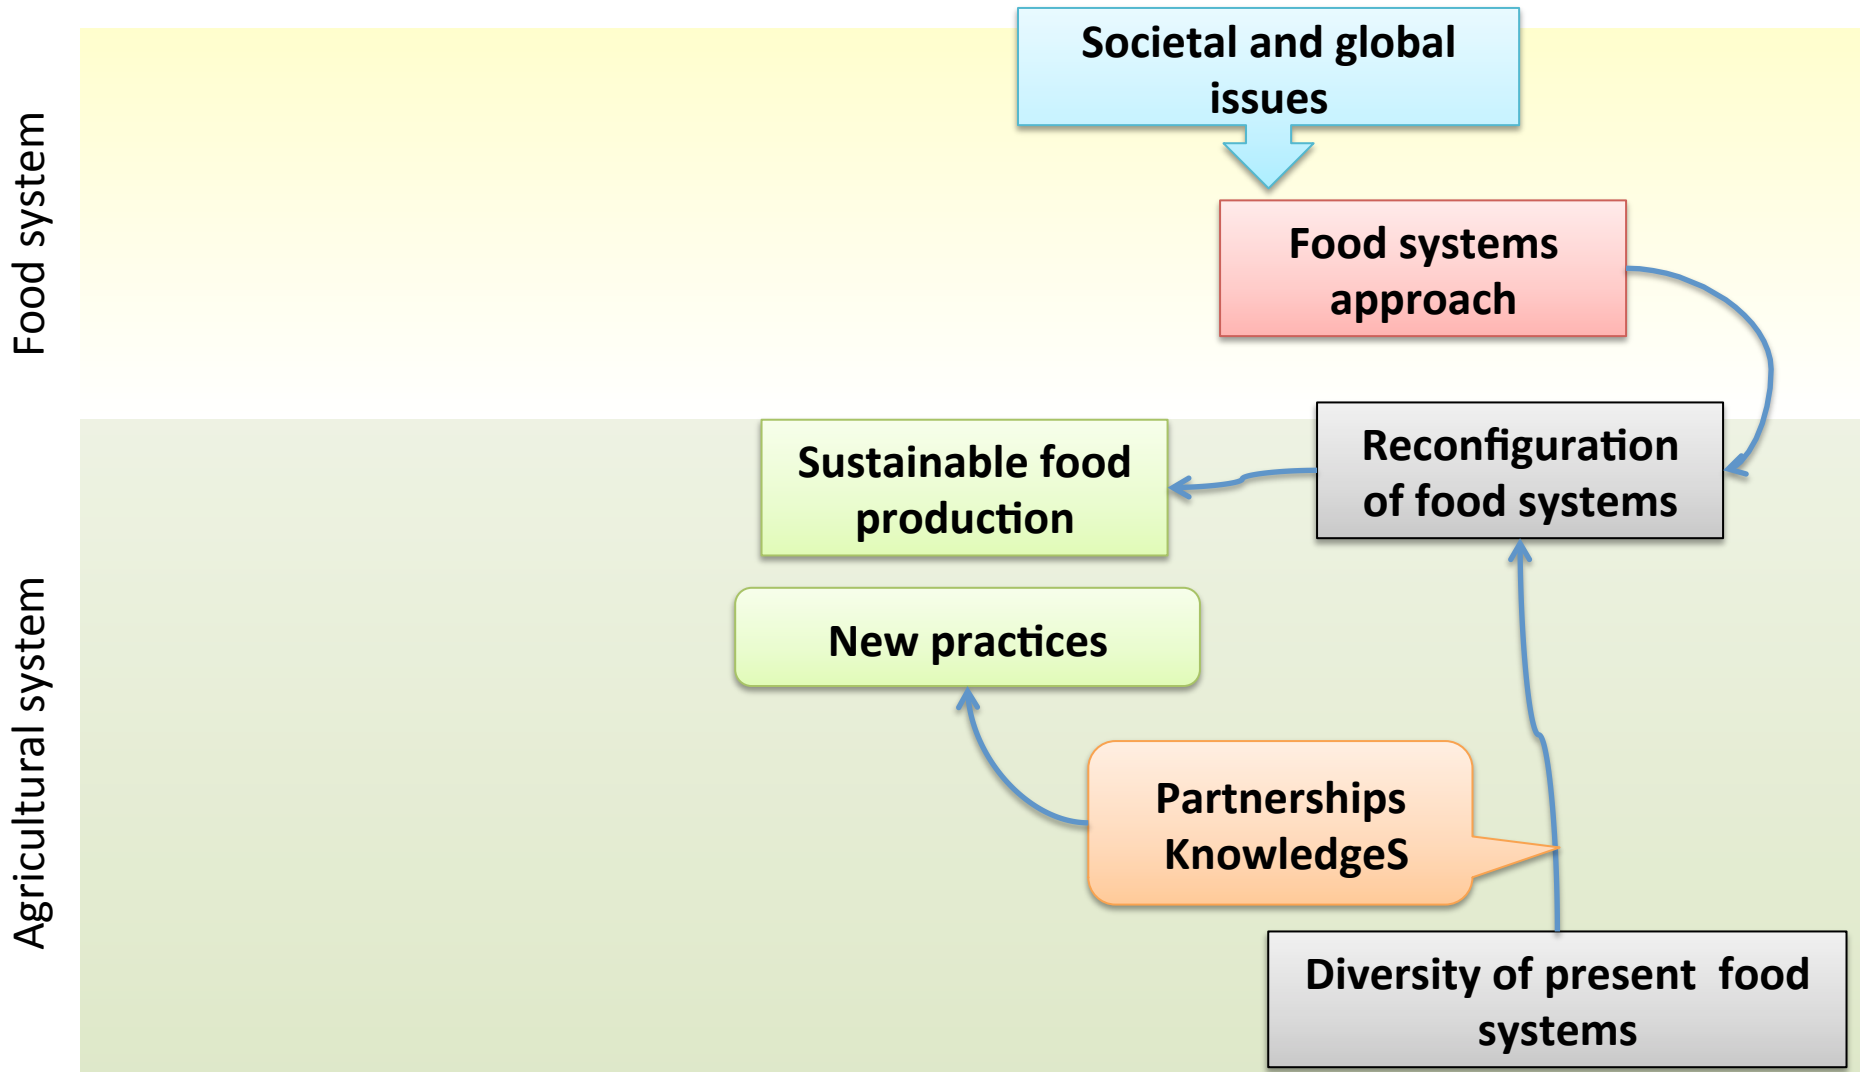 Societal and global
issues
Food system
Food systems
approach
Reconfiguration
of food systems
Sustainable food
production
New practices
Agricultural system
Partnerships
KnowledgeS
Diversity of present  food
systems